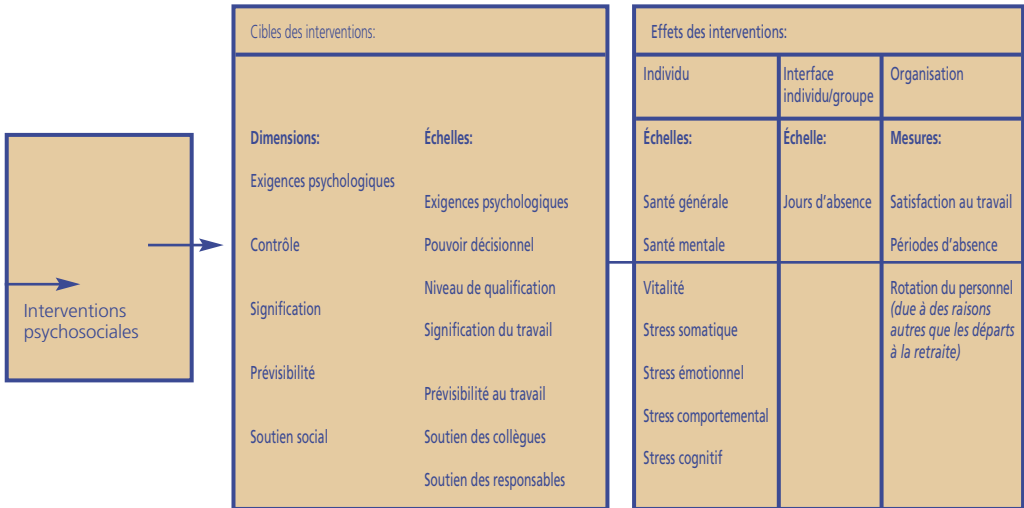 Interventions
psychosociales
Cibles des interventions:
Dimensions:
Exigences psychologiques
Contrôle
Signification
Prévisibilité
Soutien social
Échelles:
Exigences psychologiques
Pouvoir décisionnel
Niveau de qualification
Signification du travail
Prévisibilité au travail
Soutien des collègues
Soutien des responsables
Effets des interventions:
Individu
Échelles:
Santé générale
Santé mentale
Vitalité
Stress somatique
Stress émotionnel
Stress comportemental
Stress cognitif
Interface
individu/groupe
Échelle:
Jours d’absence
Organisation
Mesures:
Satisfaction au travail
Périodes d’absence
Rotation du personnel
(due à des raisons
autres que les départs
à la retraite)